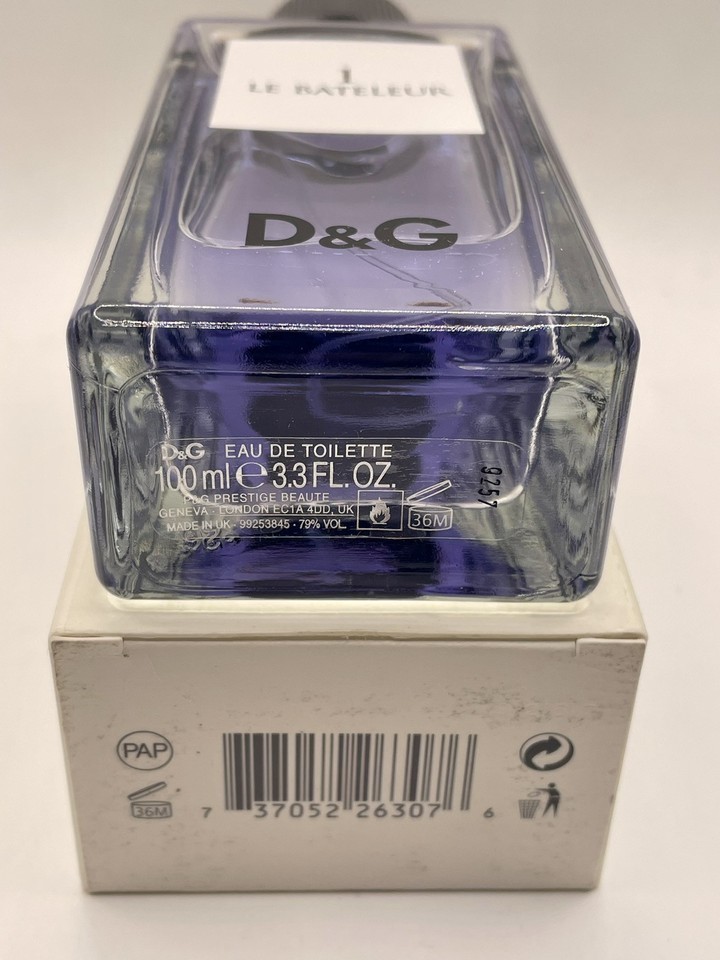 1
LE BATELEUR
D&G
D&G EAU DE TOILETTE
100 ml ℮ 3.3 FL. OZ.
P&G PRESTIGE BEAUTE
GENEVA - LONDON EC1A 4DD, UK
MADE IN UK - 99253845 - 79% VOL.
36M
9257
PAP
36M
7 37052 26307 6